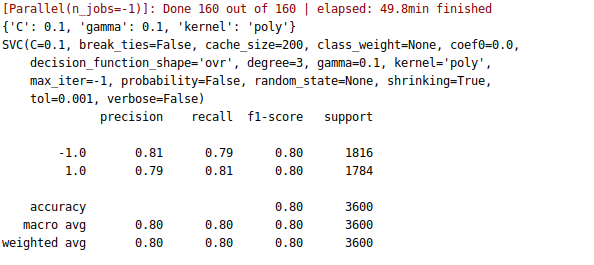 [Parallel(n_jobs=-1)]: Done 160 out of 160 | elapsed: 49.8min finished
{'C': 0.1, 'gamma': 0.1, 'kernel': 'poly'}
SVC(C=0.1, break_ties=False, cache_size=200, class_weight=None, coef0=0.0,
    decision_function_shape='ovr', degree=3, gamma=0.1, kernel='poly',
    max_iter=-1, probability=False, random_state=None, shrinking=True,
    tol=0.001, verbose=False)
              precision    recall  f1-score   support
        -1.0       0.81      0.79      0.80      1816
         1.0       0.79      0.81      0.80      1784
    accuracy                           0.80      3600
   macro avg       0.80      0.80      0.80      3600
weighted avg       0.80      0.80      0.80      3600